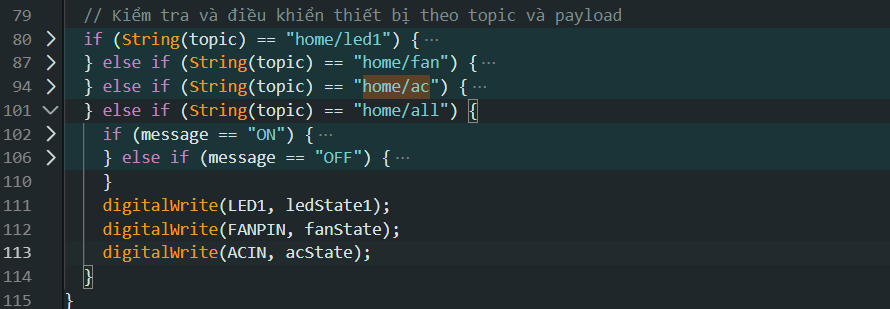 79 // Kiểm tra và điều khiển thiết bị theo topic và payload
80 if (String(topic) == "home/led1") {···
87 } else if (String(topic) == "home/fan") {···
94 } else if (String(topic) == "home/ac") {···
101 } else if (String(topic) == "home/all") {
102 if (message == "ON") {···
106 } else if (message == "OFF") {···
110 }
111 digitalWrite(LED1, ledState1);
112 digitalWrite(FANPIN, fanState);
113 digitalWrite(ACIN, acState);
114 }
115 }